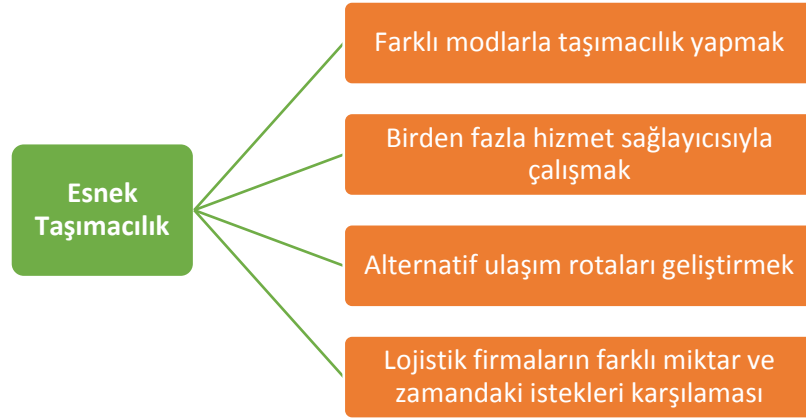 Esnek
Taşımacılık
Farklı modlarla taşımacılık yapmak
Birden fazla hizmet sağlayıcısıyla
çalışmak
Alternatif ulaşım rotaları geliştirmek
Lojistik firmaların farklı miktar ve
zamandaki istekleri karşılaması